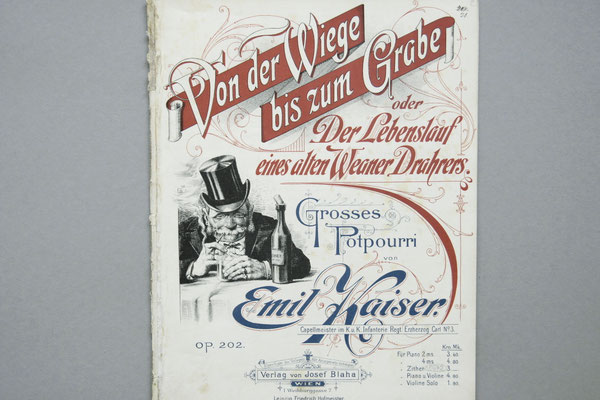 Von der Wiege
bis zum Grabe
oder
Der Lebenslauf
eines alten Weaner Drahrers.
Grosses
Potpourri
von
Emil Kaiser.
Capellmeister im K.u.K. Infanterie Regt. Erzherzog Carl No 3.
op. 202.
Kro. Mk.
Für Piano 2 ms
" 4 ms
" Zither
" Piano u. Violine
" Violine Solo
Verlag von Josef Blaha
WIEN
Leipzig Friedrich Hofmeister